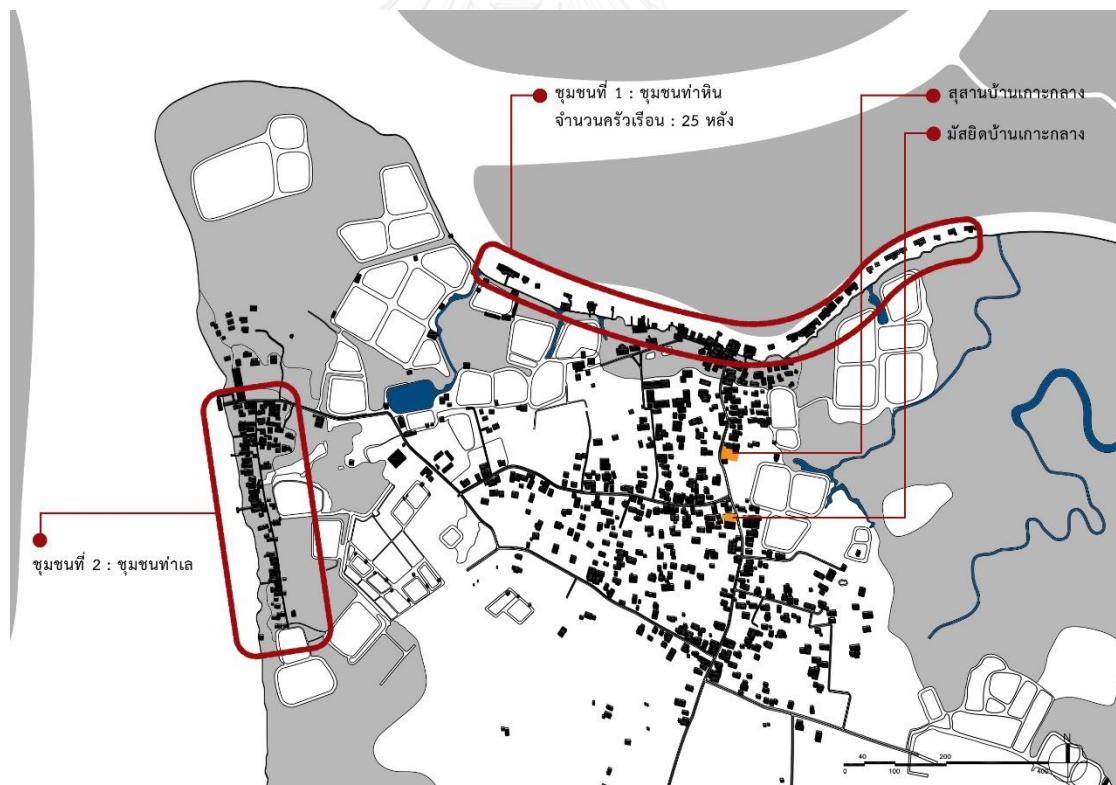 ชุมชนที่ 1 : ชุมชนท่าหิน
จำนวนครัวเรือน : 25 หลัง
สุสานบ้านเกาะกลาง
มัสยิดบ้านเกาะกลาง
ชุมชนที่ 2 : ชุมชนท่าเล
N
40 200
0 100 400